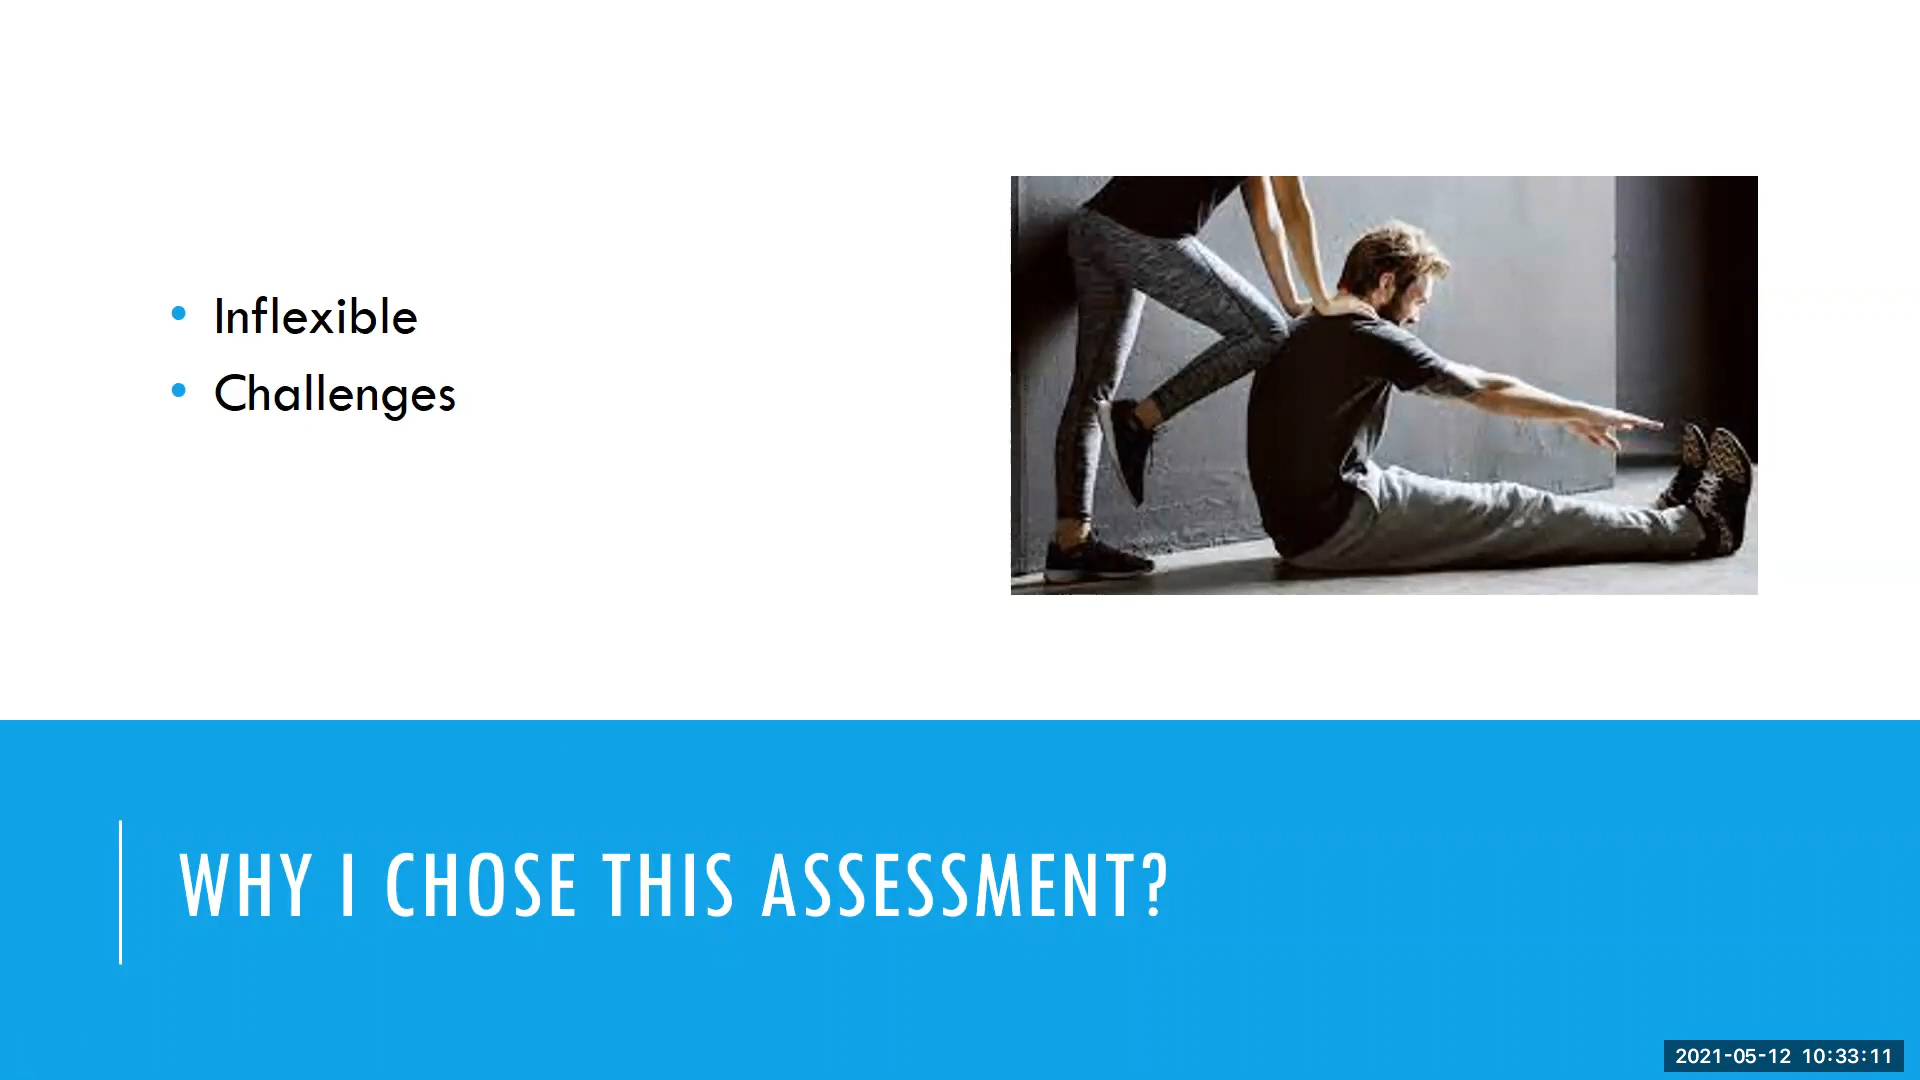 Inflexible
Challenges
WHY I CHOSE THIS ASSESSMENT?
2021-05-12 10:33:11